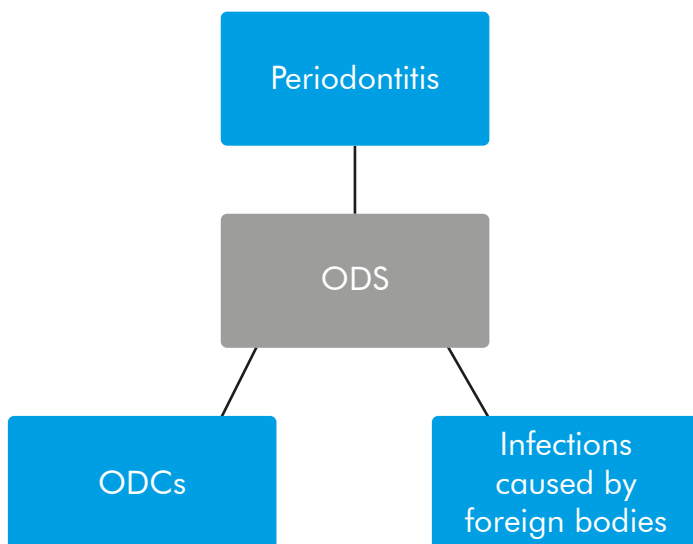 Periodontitis
ODS
ODCs
Infections
caused by
foreign bodies